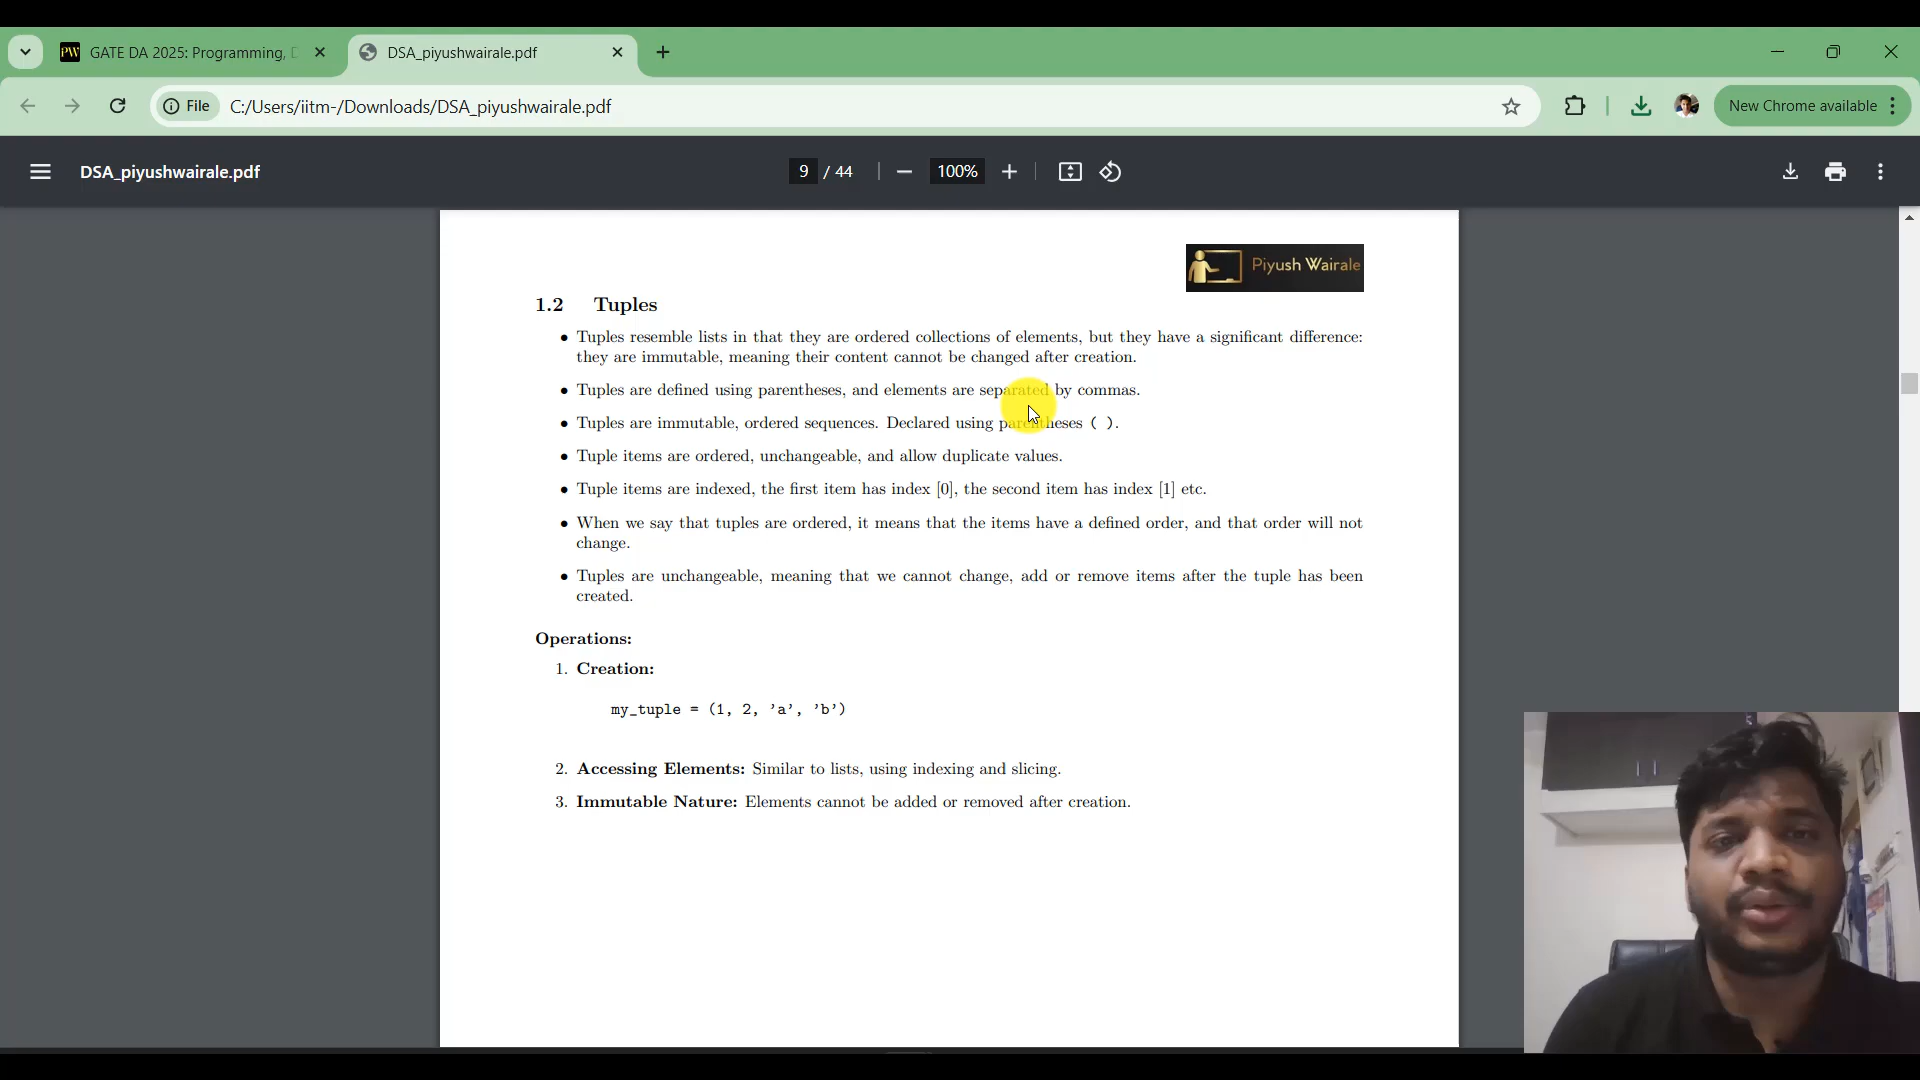 PW GATE DA 2025: Programming, D
DSA_piyushwairale.pdf
File C:/Users/iitm-/Downloads/DSA_piyushwairale.pdf
New Chrome available
DSA_piyushwairale.pdf
9 / 44
100%
Piyush Wairale
1.2 Tuples
• Tuples resemble lists in that they are ordered collections of elements, but they have a significant difference:
they are immutable, meaning their content cannot be changed after creation.
• Tuples are defined using parentheses, and elements are separated by commas.
• Tuples are immutable, ordered sequences. Declared using parentheses ( ).
• Tuple items are ordered, unchangeable, and allow duplicate values.
• Tuple items are indexed, the first item has index [0], the second item has index [1] etc.
• When we say that tuples are ordered, it means that the items have a defined order, and that order will not
change.
• Tuples are unchangeable, meaning that we cannot change, add or remove items after the tuple has been
created.
Operations:
1. Creation:
my_tuple = (1, 2, ’a’, ’b’)
2. Accessing Elements: Similar to lists, using indexing and slicing.
3. Immutable Nature: Elements cannot be added or removed after creation.